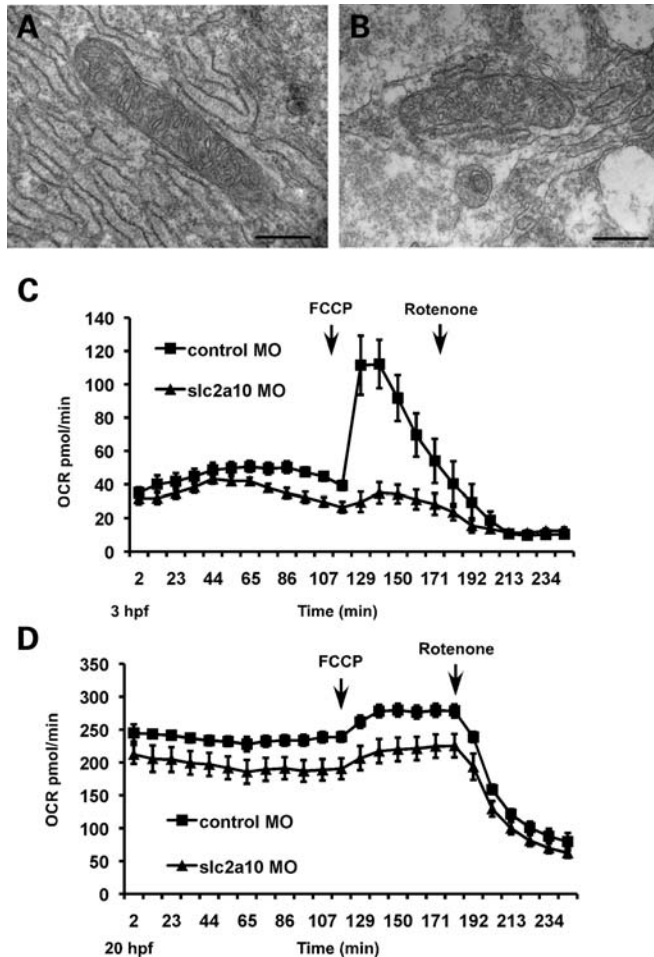 A
B
C
FCCP
Rotenone
140
120
100
80
60
40
20
0
OCR pmol/min
control MO
slc2a10 MO
2 23 44 65 86 107 129 150 171 192 213 234
3 hpf Time (min)
D
FCCP
Rotenone
350
300
250
200
150
100
50
0
OCR pmol/min
control MO
slc2a10 MO
2 23 44 65 86 107 129 150 171 192 213 234
20 hpf Time (min)